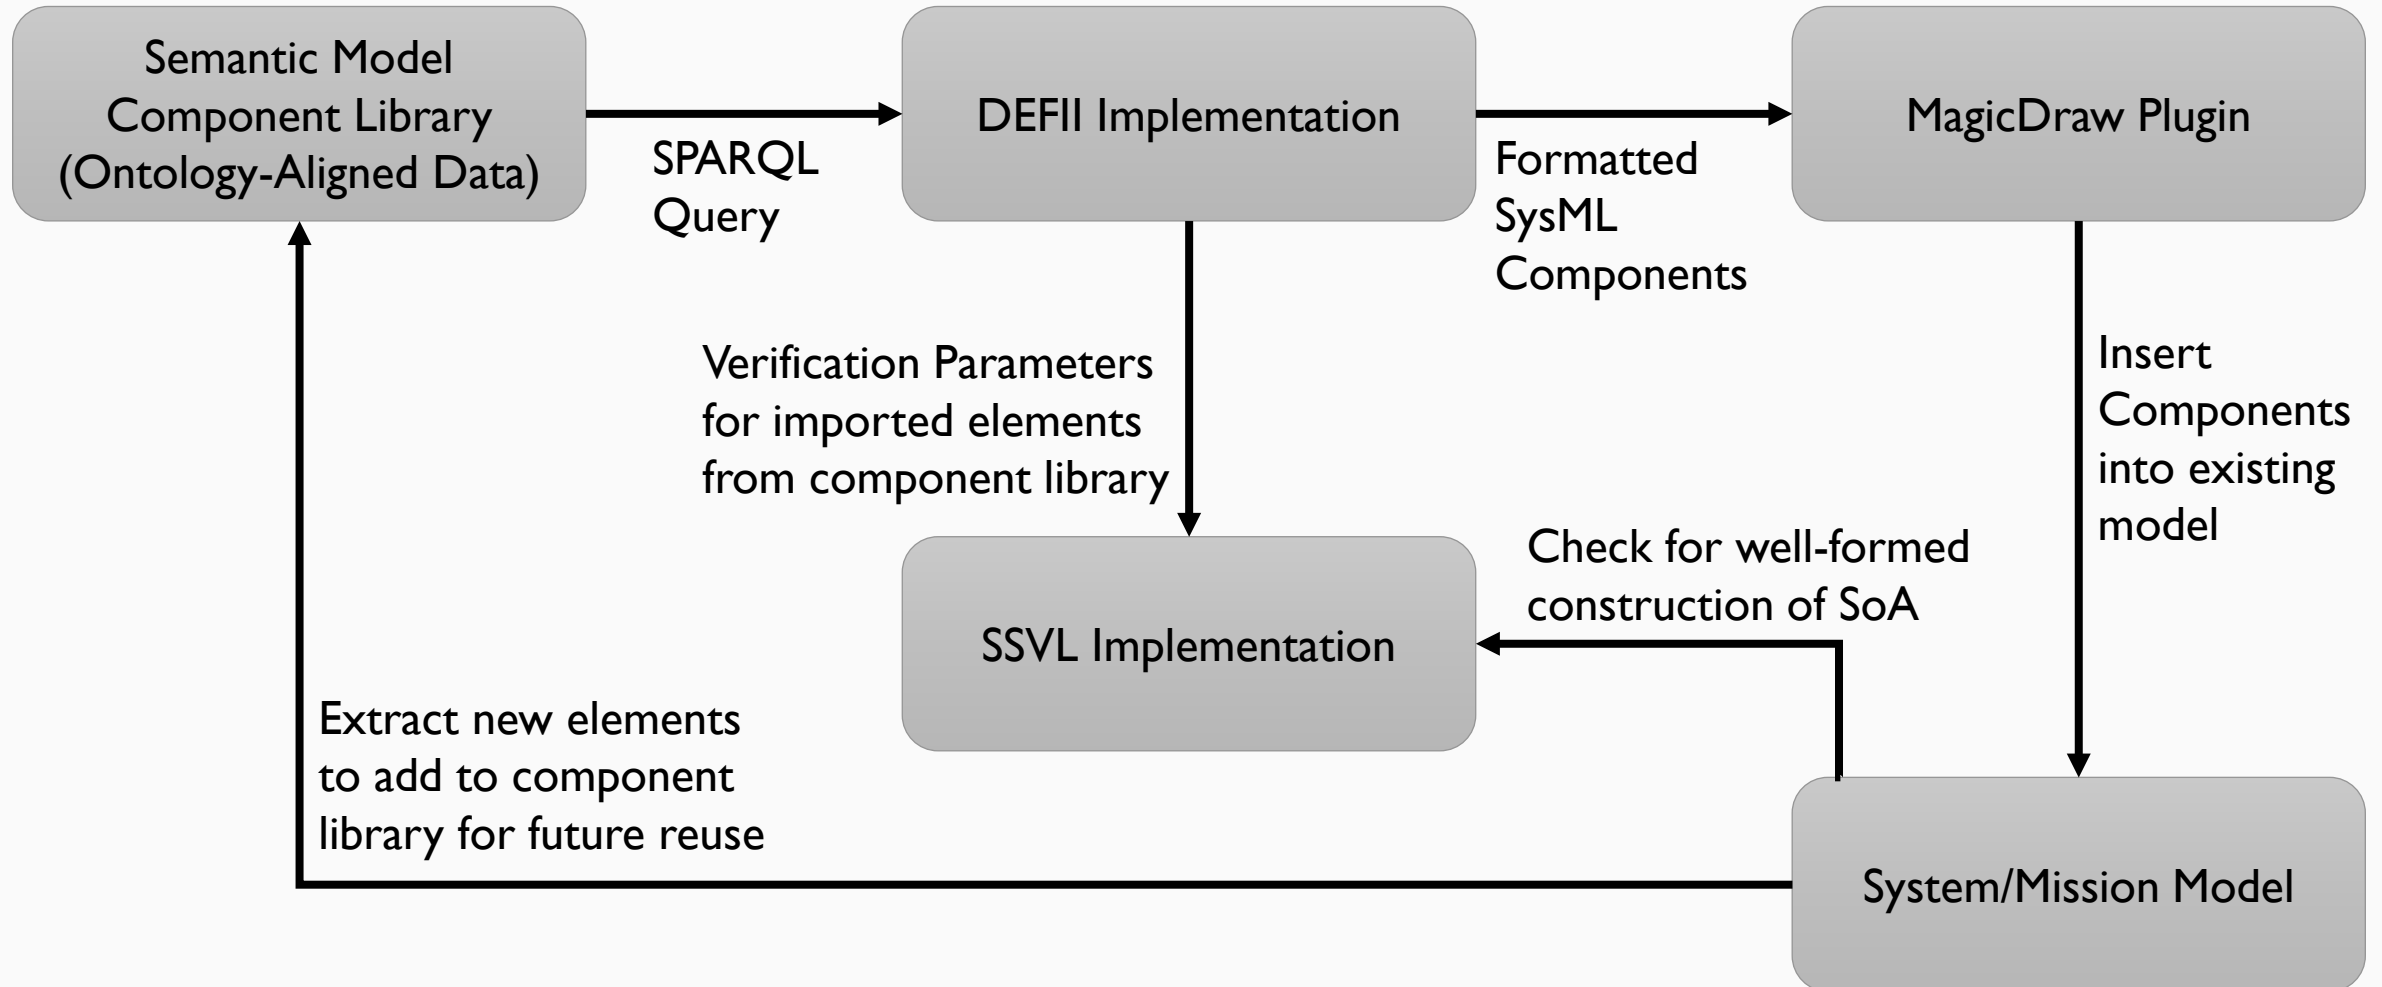 Semantic Model
Component Library
(Ontology-Aligned Data)
SPARQL
Query
DEFII Implementation
Formatted
SysML
Components
MagicDraw Plugin
Verification Parameters
for imported elements
from component library
Insert
Components
into existing
model
Check for well-formed
construction of SoA
SSVL Implementation
Extract new elements
to add to component
library for future reuse
System/Mission Model